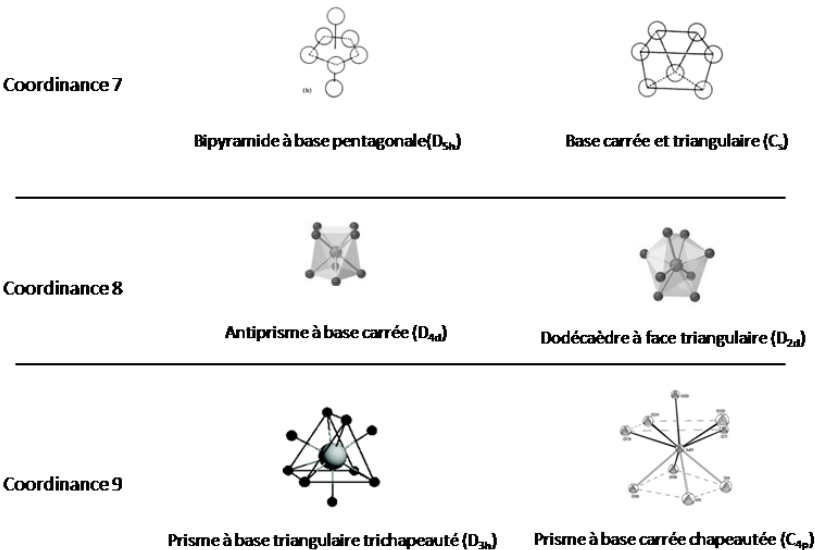 Coordinance 7
(b)
Bipyramide à base pentagonale(D5h)
Base carrée et triangulaire (Cs)
Coordinance 8
Antiprisme à base carrée (D4d)
Dodécaèdre à face triangulaire (D2d)
Coordinance 9
Prisme à base triangulaire trichapeauté (D3h)
Prisme à base carrée chapeautée (C4p)